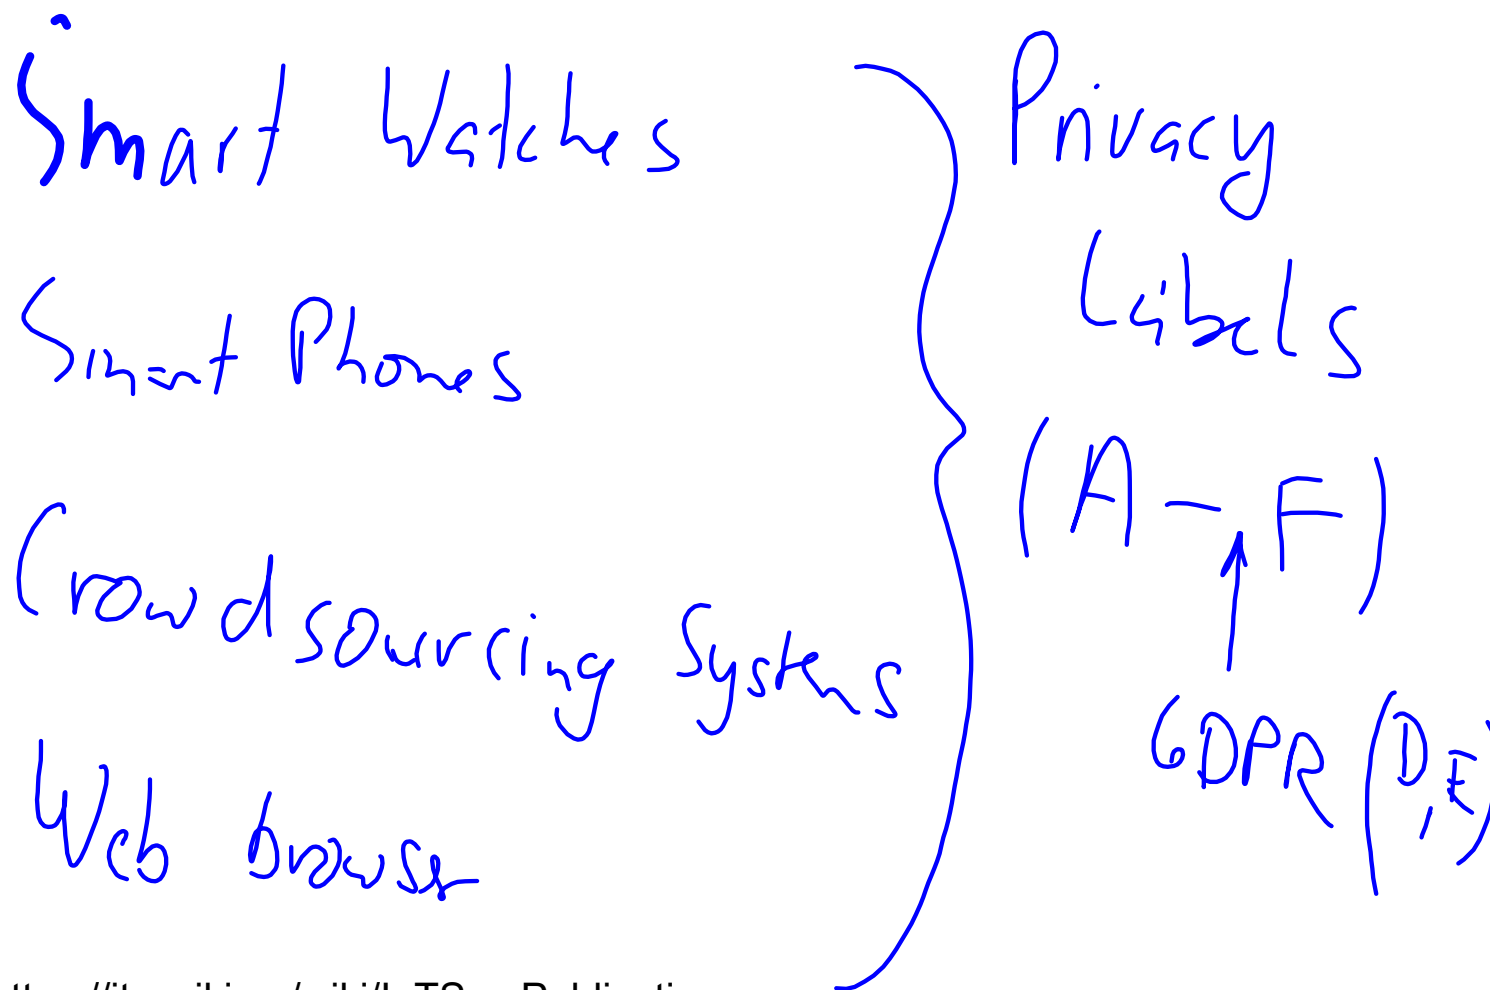 Smart Watches
Smart Phones
Crowdsourcing Systems
Web browser
Privacy
Labels
(A - F)
GDPR (D, E)